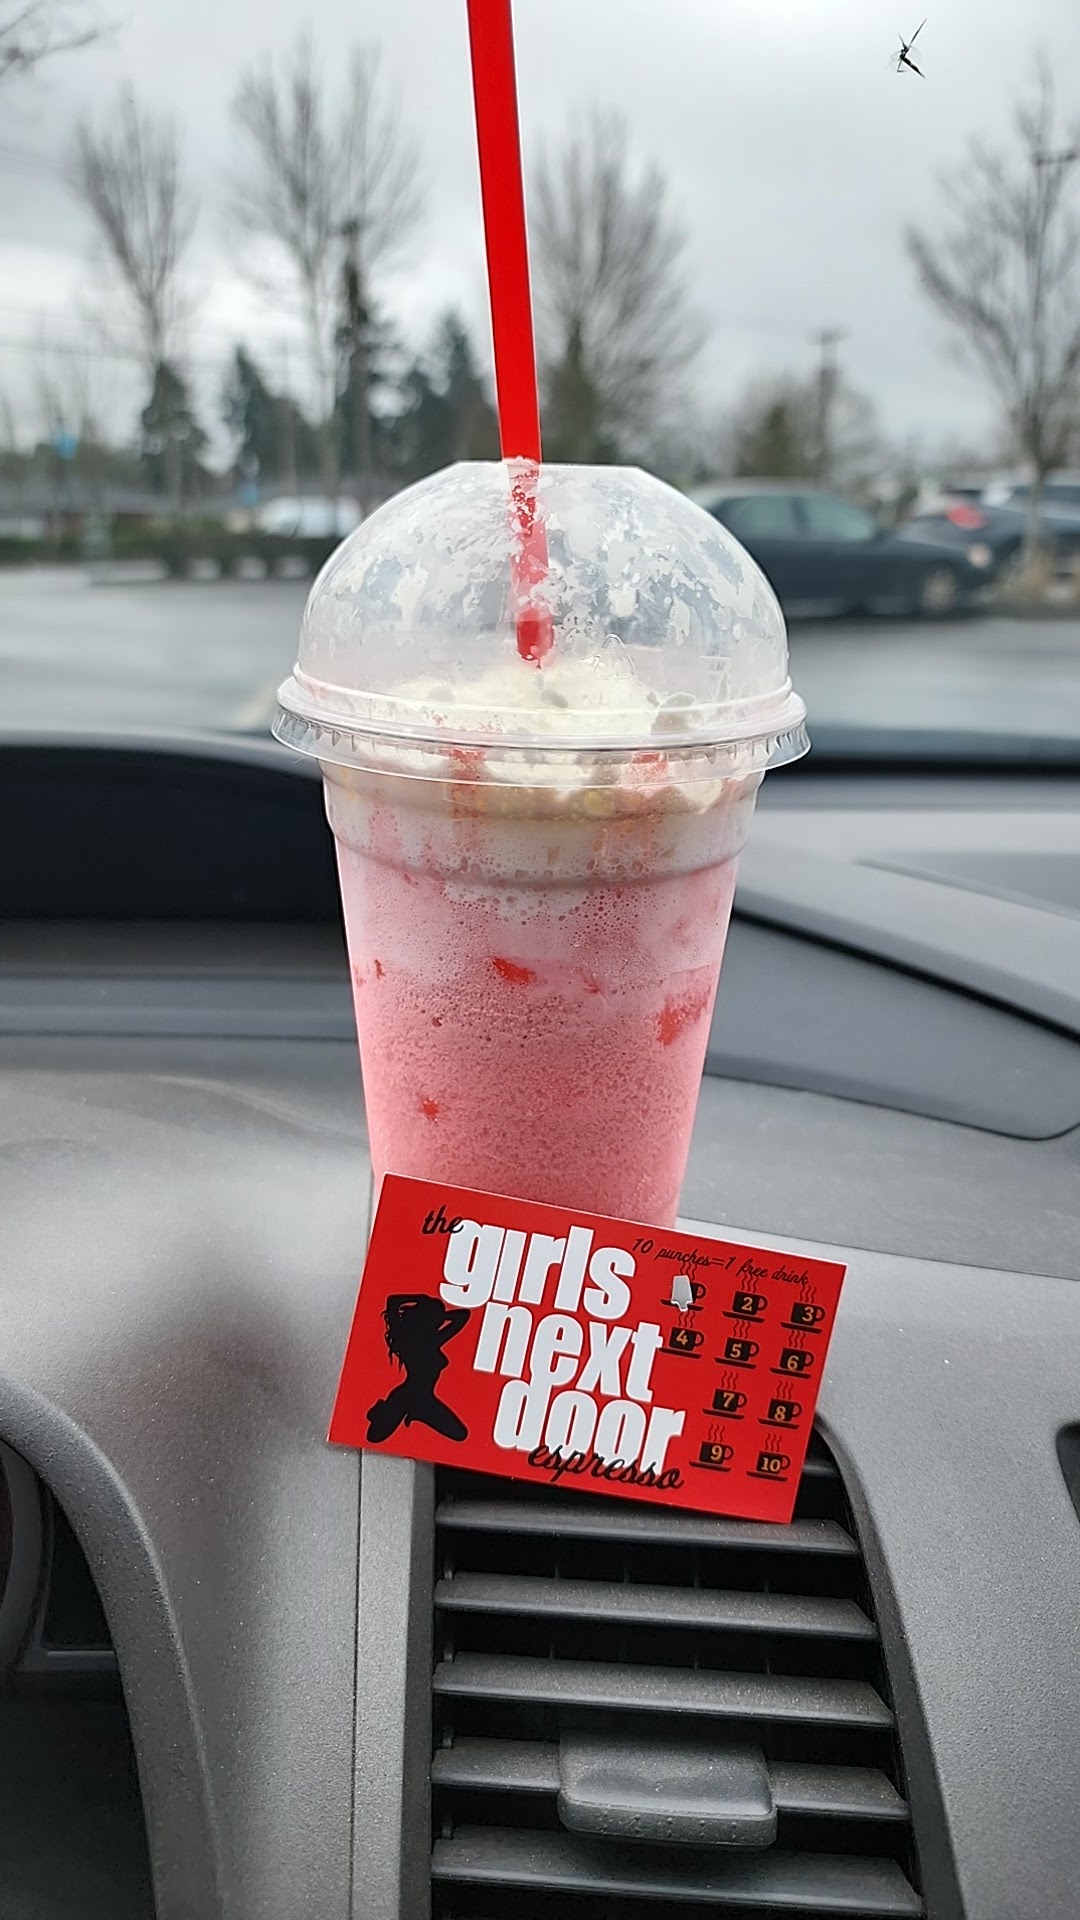 the
girls
next
door
espresso
10 punches=1 free drink
2 3
4 5 6
7 8
9 10